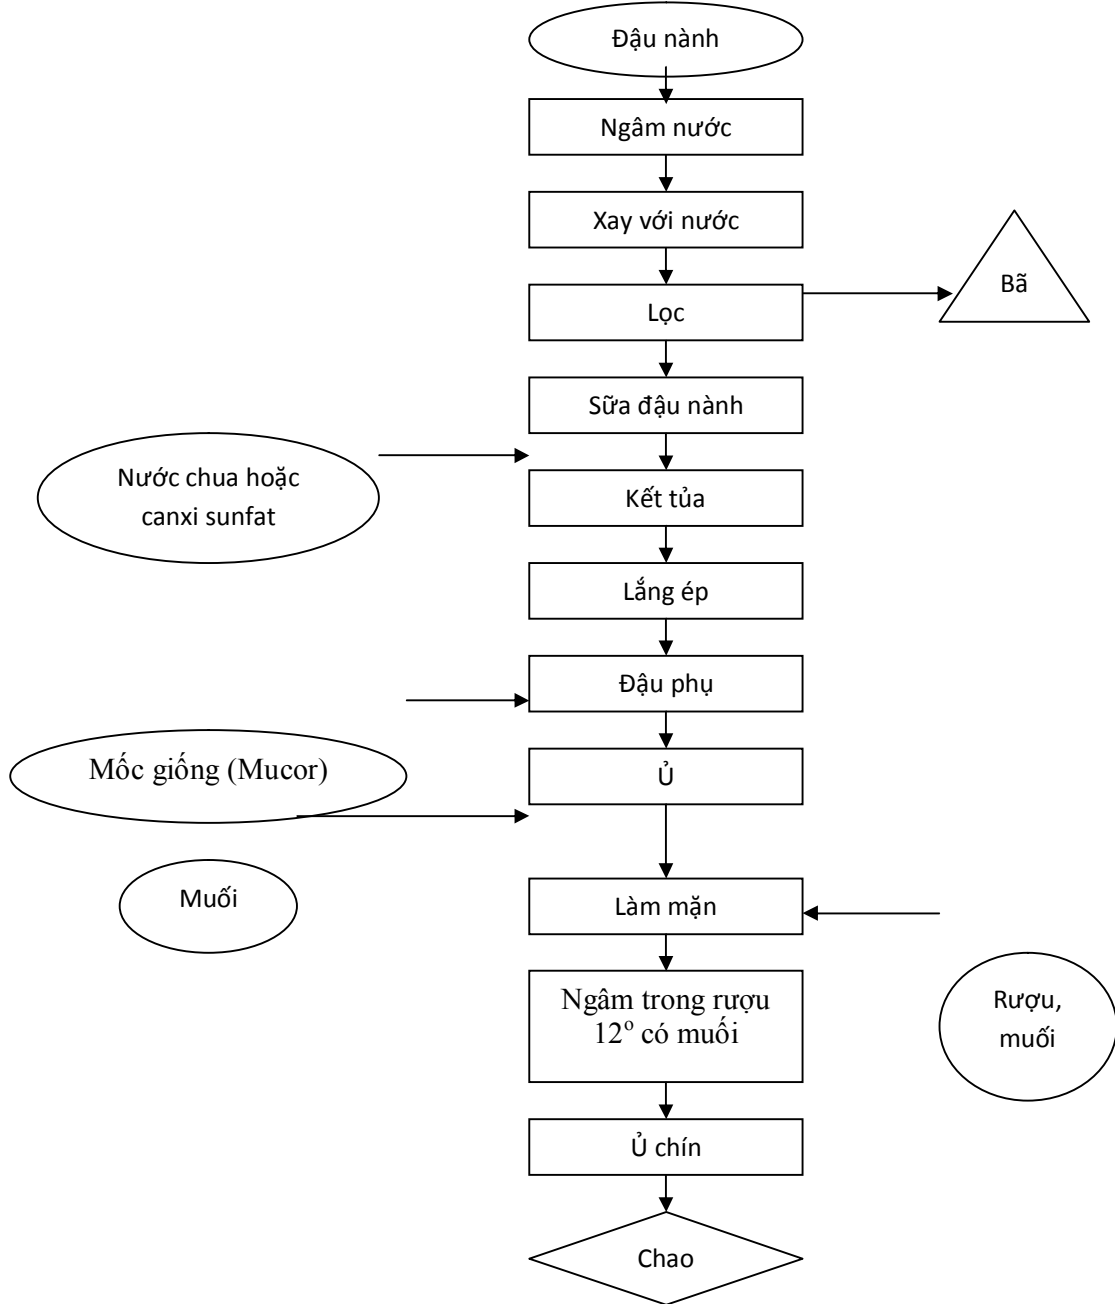 Đậu nành
Ngâm nước
Xay với nước
Bã
Lọc
Sữa đậu nành
Nước chua hoặc
canxi sunfat
Kết tủa
Lắng ép
Đậu phụ
Mốc giống (Mucor)
Ủ
Muối
Làm mặn
Ngâm trong rượu
12° có muối
Rượu,
muối
Ủ chín
Chao